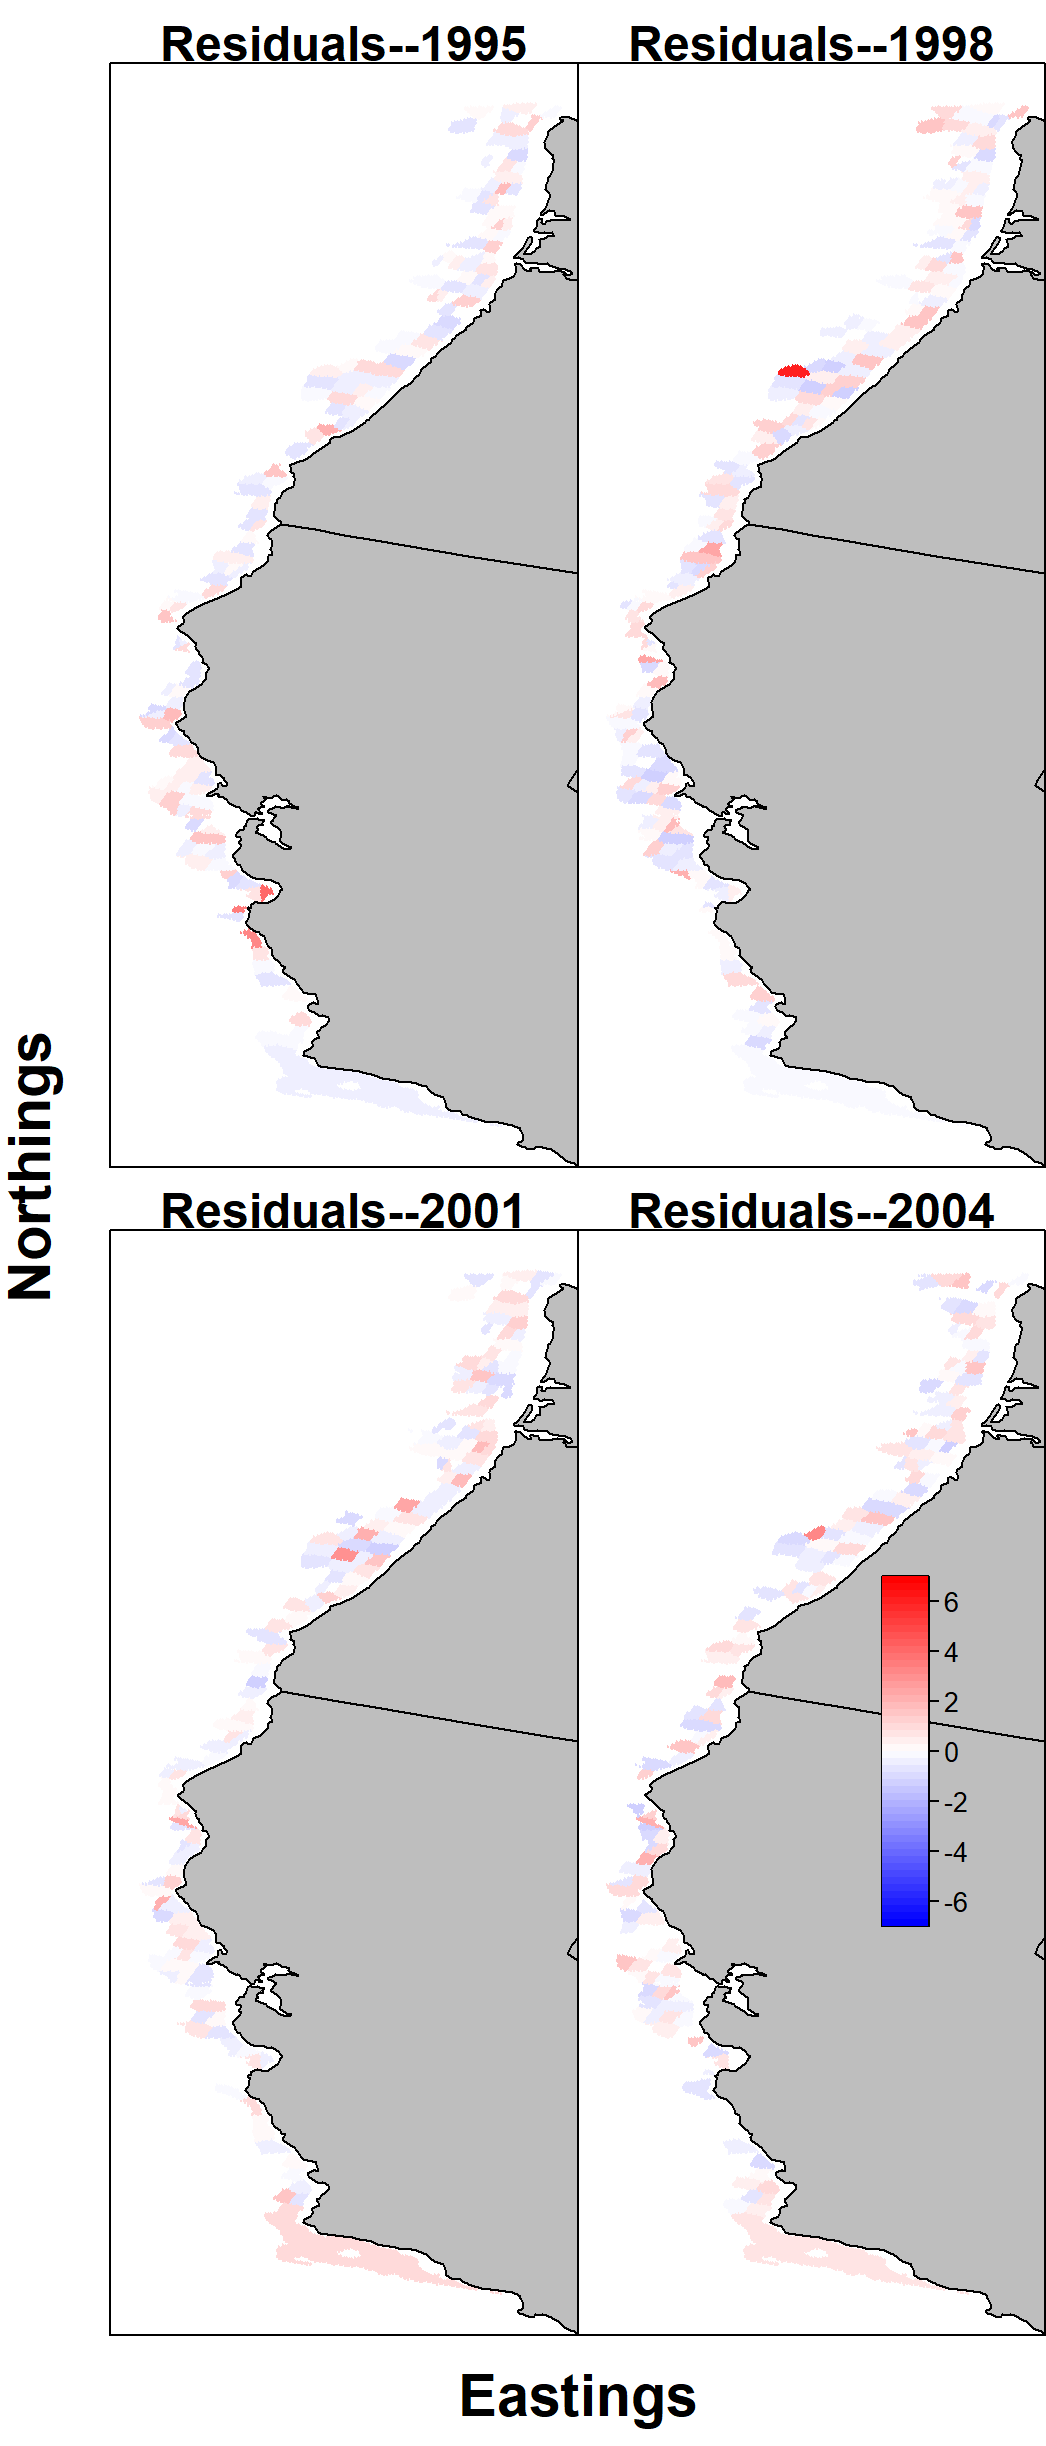 Residuals--1995
Residuals--1998
Northings
Residuals--2001
Residuals--2004
6
4
2
0
-2
-4
-6
Eastings